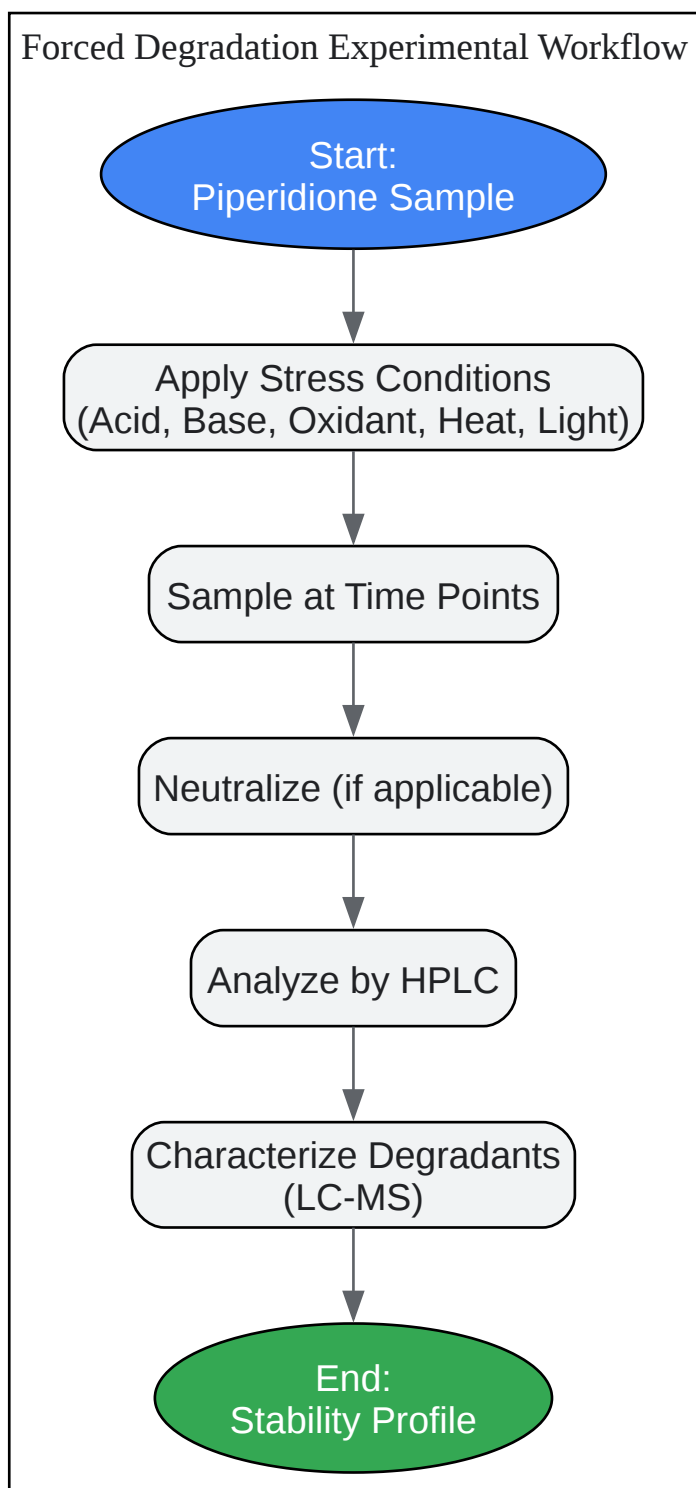 Forced Degradation Experimental Workflow
Start:
Piperidione Sample
Apply Stress Conditions
(Acid, Base, Oxidant, Heat, Light)
Sample at Time Points
Neutralize (if applicable)
Analyze by HPLC
Characterize Degradants
(LC-MS)
End:
Stability Profile